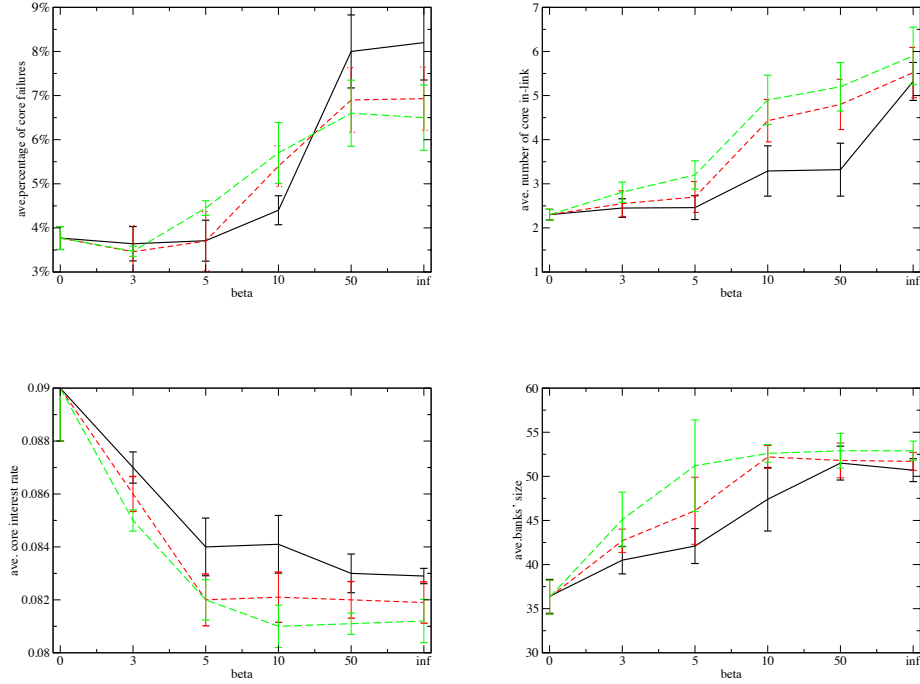 ave.percentage of core failures
9%
8%
7%
6%
5%
4%
3%
0 3 5 10 50 inf
beta
ave. number of core in-link
7
6
5
4
3
2
1
0 3 5 10 50 inf
beta
ave. core interest rate
0.09
0.088
0.086
0.084
0.082
0.08
0 3 5 10 50 inf
beta
ave.banks' size
60
55
50
45
40
35
30
0 3 5 10 50 inf
beta